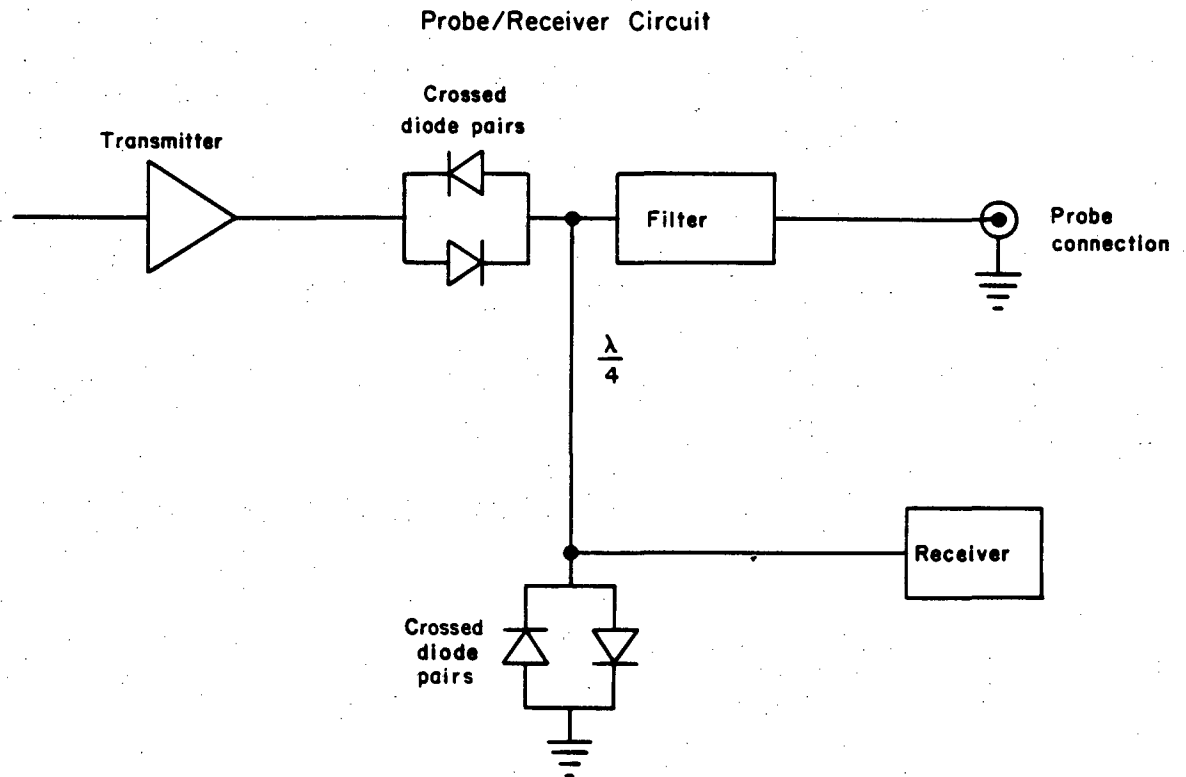 Probe/Receiver Circuit
Crossed
diode pairs
Transmitter
Filter
Probe
connection
λ
4
Receiver
Crossed
diode
pairs